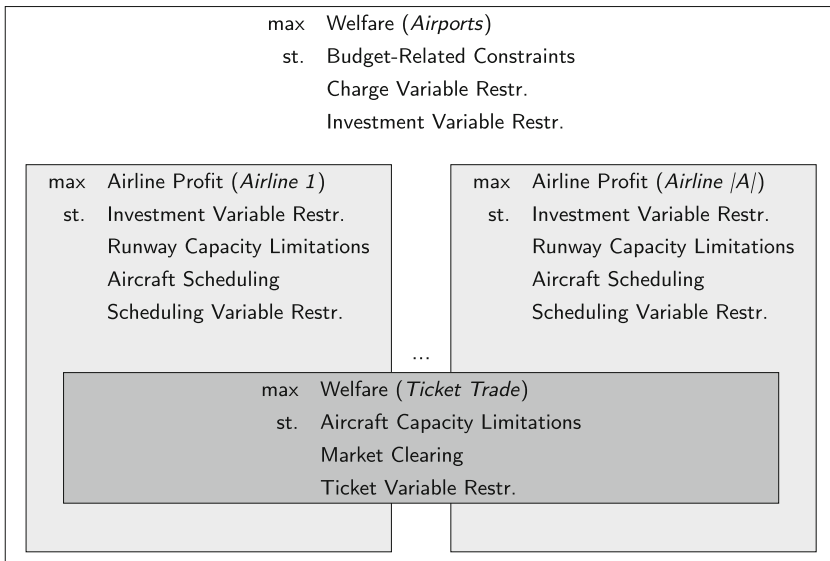 max Welfare (Airports)
st. Budget-Related Constraints
Charge Variable Restr.
Investment Variable Restr.
max Airline Profit (Airline 1)
st. Investment Variable Restr.
Runway Capacity Limitations
Aircraft Scheduling
Scheduling Variable Restr.
...
max Airline Profit (Airline |A|)
st. Investment Variable Restr.
Runway Capacity Limitations
Aircraft Scheduling
Scheduling Variable Restr.
max Welfare (Ticket Trade)
st. Aircraft Capacity Limitations
Market Clearing
Ticket Variable Restr.